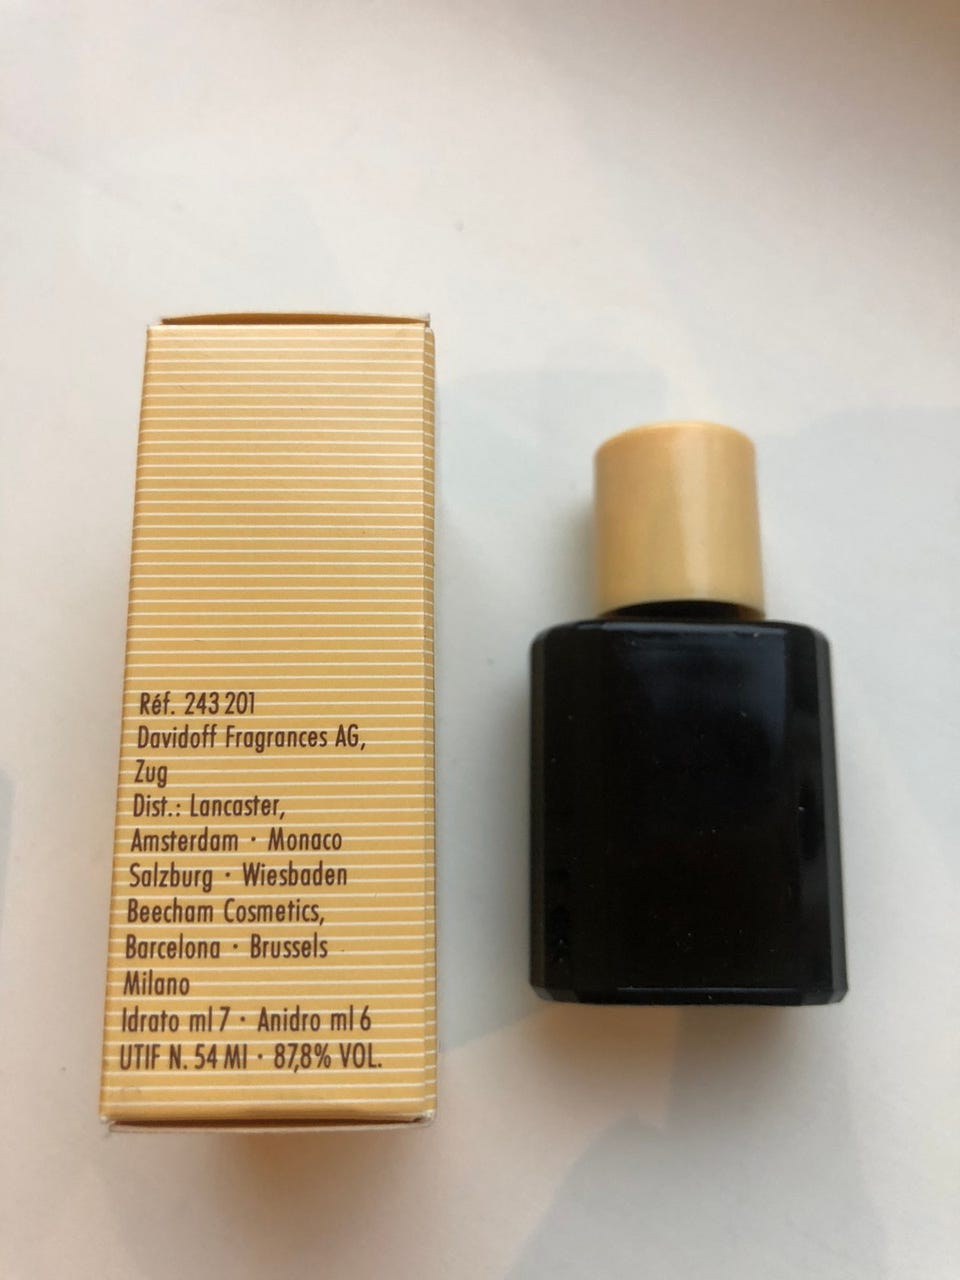 Réf. 243 201
Davidoff Fragrances AG,
Zug
Dist.: Lancaster,
Amsterdam · Monaco
Salzburg · Wiesbaden
Beecham Cosmetics,
Barcelona · Brussels
Milano
Idrato ml 7 · Anidro ml 6
UTIF N. 54 MI · 87,8% VOL.